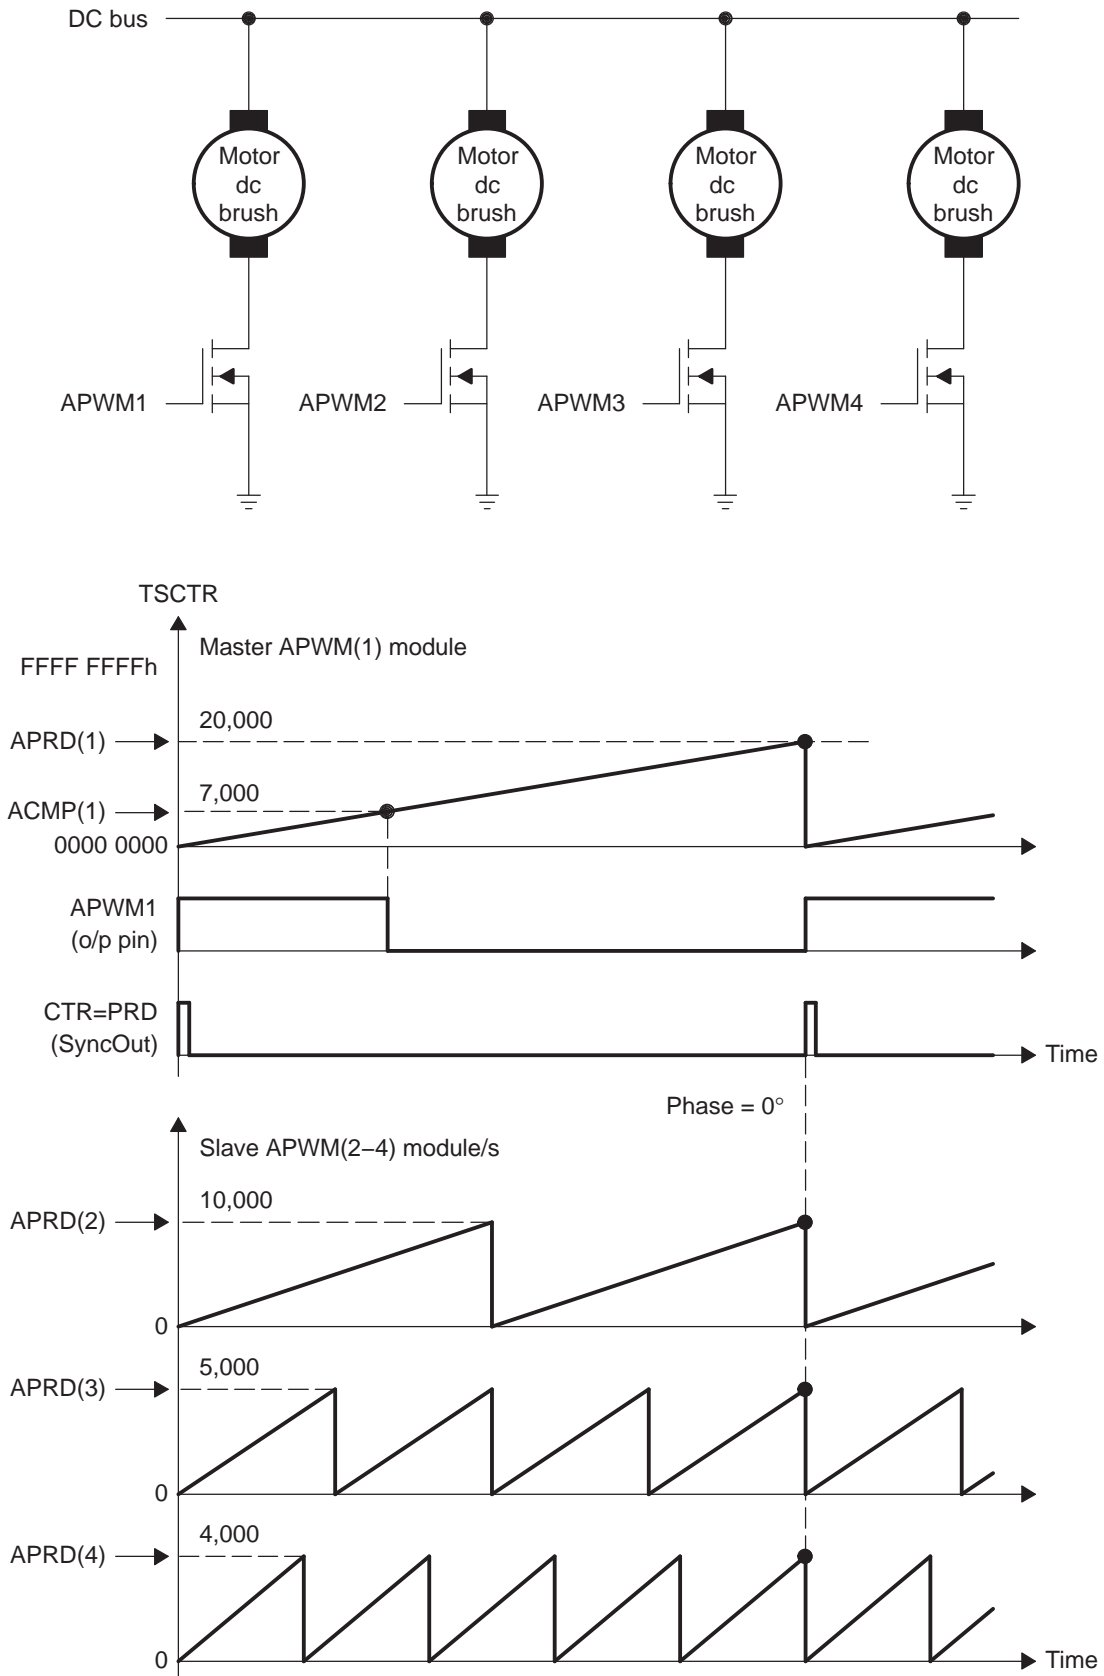 DC bus
Motor
dc
brush
Motor
dc
brush
Motor
dc
brush
Motor
dc
brush
APWM1
APWM2
APWM3
APWM4
TSCTR
Master APWM(1) module
FFFF FFFFh
20,000
APRD(1)
7,000
ACMP(1)
0000 0000
APWM1
(o/p pin)
CTR=PRD
(SyncOut)
Time
Phase = 0°
Slave APWM(2−4) module/s
10,000
APRD(2)
0
5,000
APRD(3)
0
4,000
APRD(4)
0
Time